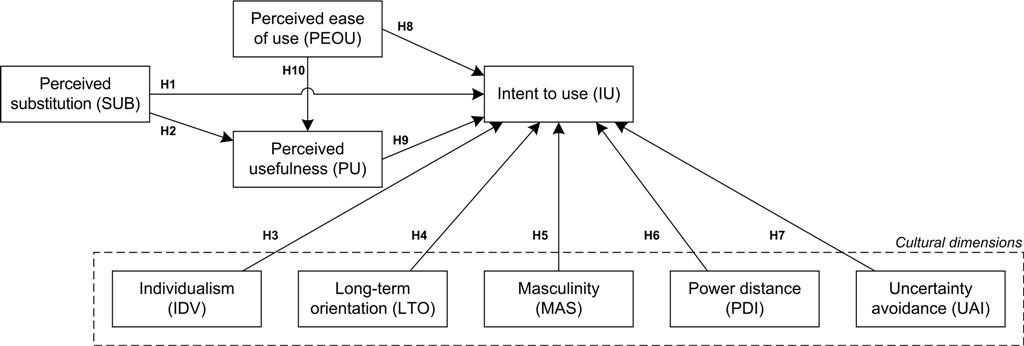 Perceived ease
of use (PEOU)
H8
H10
Perceived
substitution (SUB)
H1
Intent to use (IU)
H2
Perceived
usefulness (PU)
H9
H3
H4
H5
H6
H7
Cultural dimensions
Individualism
(IDV)
Long-term
orientation (LTO)
Masculinity
(MAS)
Power distance
(PDI)
Uncertainty
avoidance (UAI)